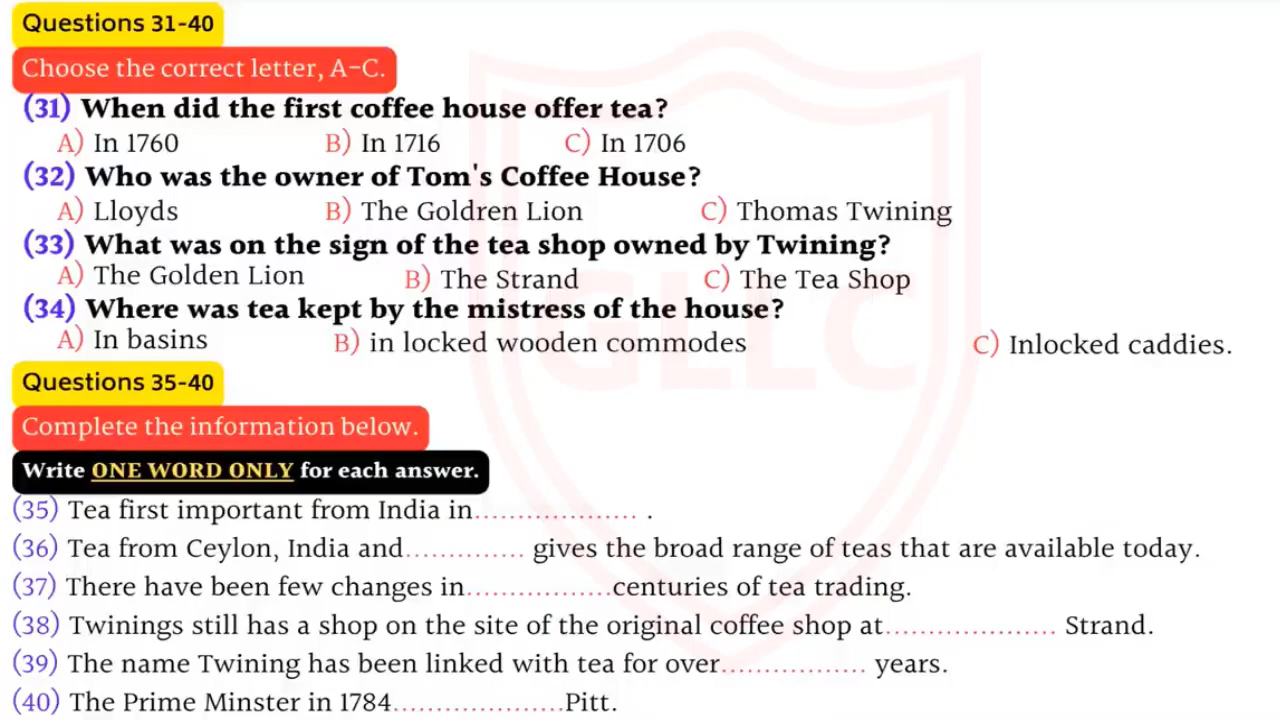 Questions 31-40
Choose the correct letter, A-C.
(31) When did the first coffee house offer tea?
A) In 1760 B) In 1716 C) In 1706
(32) Who was the owner of Tom's Coffee House?
A) Lloyds B) The Goldren Lion C) Thomas Twining
(33) What was on the sign of the tea shop owned by Twining?
A) The Golden Lion B) The Strand C) The Tea Shop
(34) Where was tea kept by the mistress of the house?
A) In basins B) in locked wooden commodes C) Inlocked caddies.
Questions 35-40
Complete the information below.
Write ONE WORD ONLY for each answer.
(35) Tea first important from India in................... .
(36) Tea from Ceylon, India and.............. gives the broad range of teas that are available today.
(37) There have been few changes in.................centuries of tea trading.
(38) Twinings still has a shop on the site of the original coffee shop at.................... Strand.
(39) The name Twining has been linked with tea for over................. years.
(40) The Prime Minster in 1784....................Pitt.
GLLC